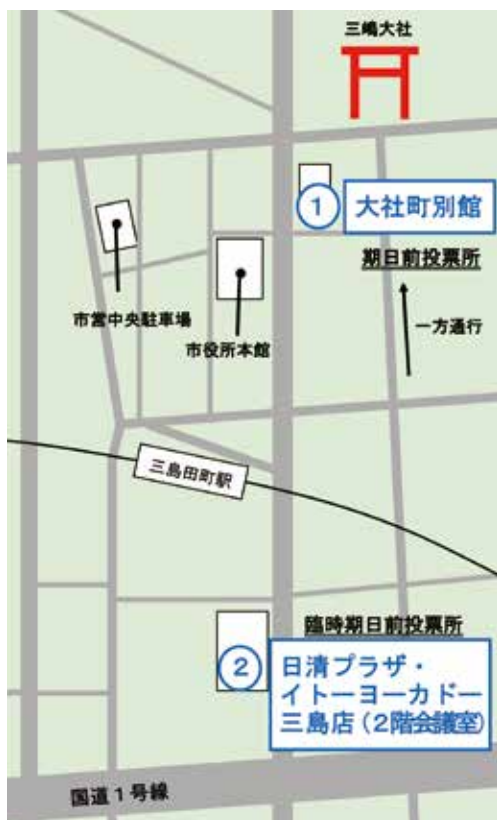 三嶋大社
①
大社町別館
期日前投票所
市営中央駐車場
市役所本館
一方通行
三島田町駅
臨時期日前投票所
②
日清プラザ・
イトーヨーカドー
三島店（２階会議室）
国道１号線